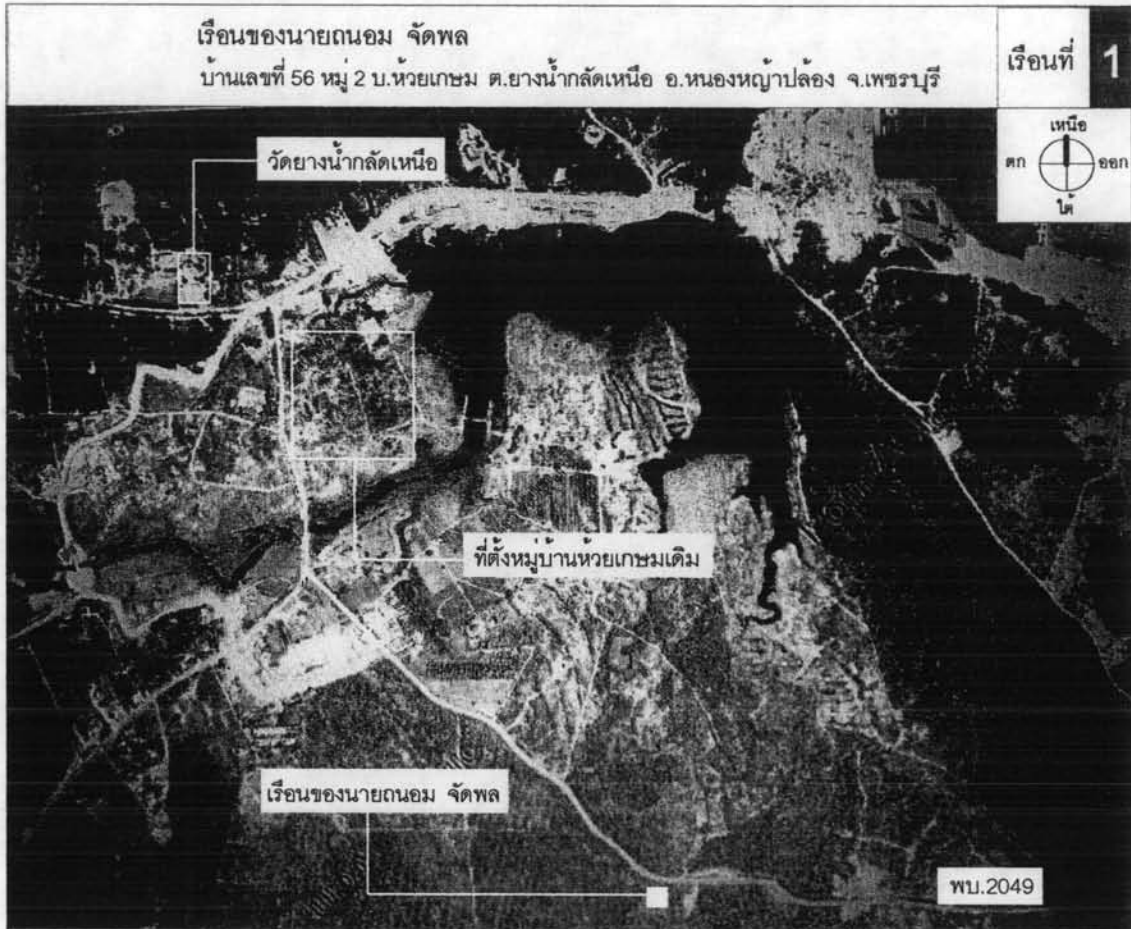 เรือนของนายถนอม จัดพล
บ้านเลขที่ 56 หมู่ 2 บ.ห้วยเกษม ต.ยางน้ำกลัดเหนือ อ.หนองหญ้าปล้อง จ.เพชรบุรี
เรือนที่ 1
เหนือ
ตก
ออก
ใต้
วัดยางน้ำกลัดเหนือ
ที่ตั้งหมู่บ้านห้วยเกษมเดิม
เรือนของนายถนอม จัดพล
พบ.2049